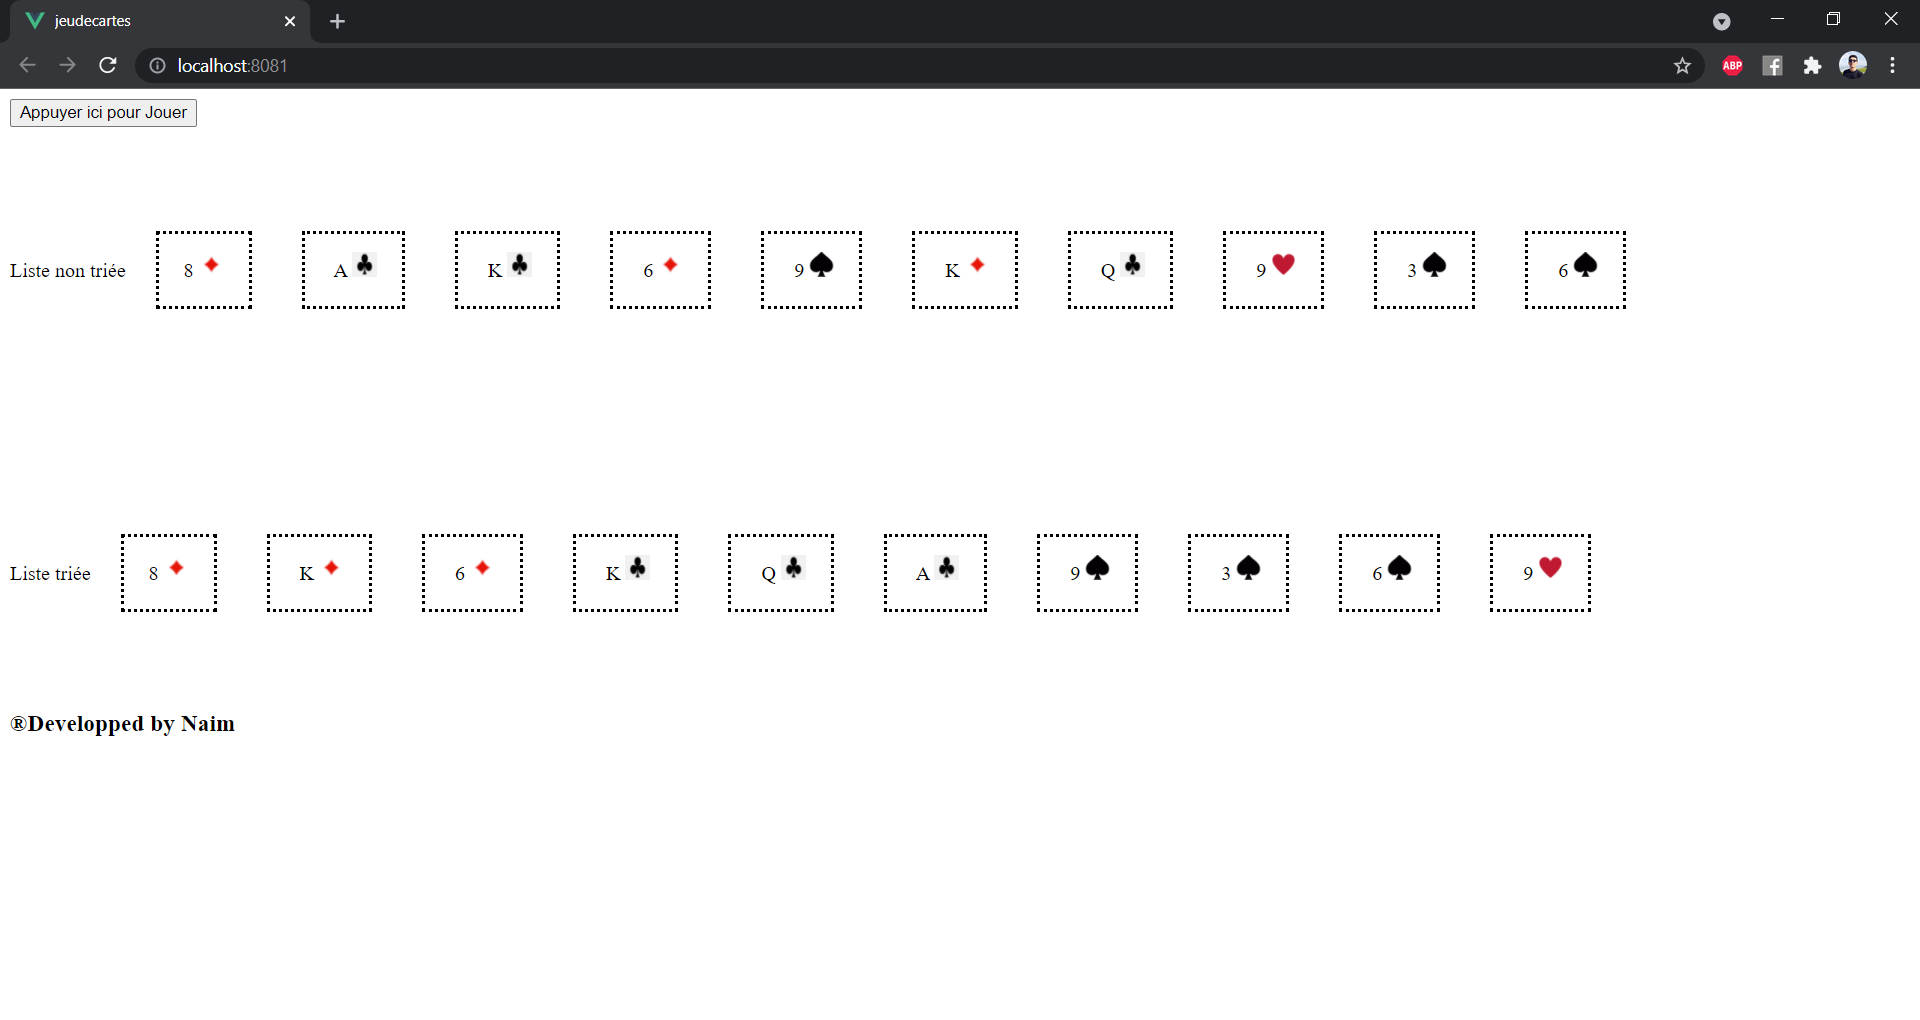 jeudecartes
localhost:8081
ABP
Appuyer ici pour Jouer
Liste non triée 8 A K 6 9 K Q 9 3 6
Liste triée 8 K 6 K Q A 9 3 6 9
®Developped by Naim